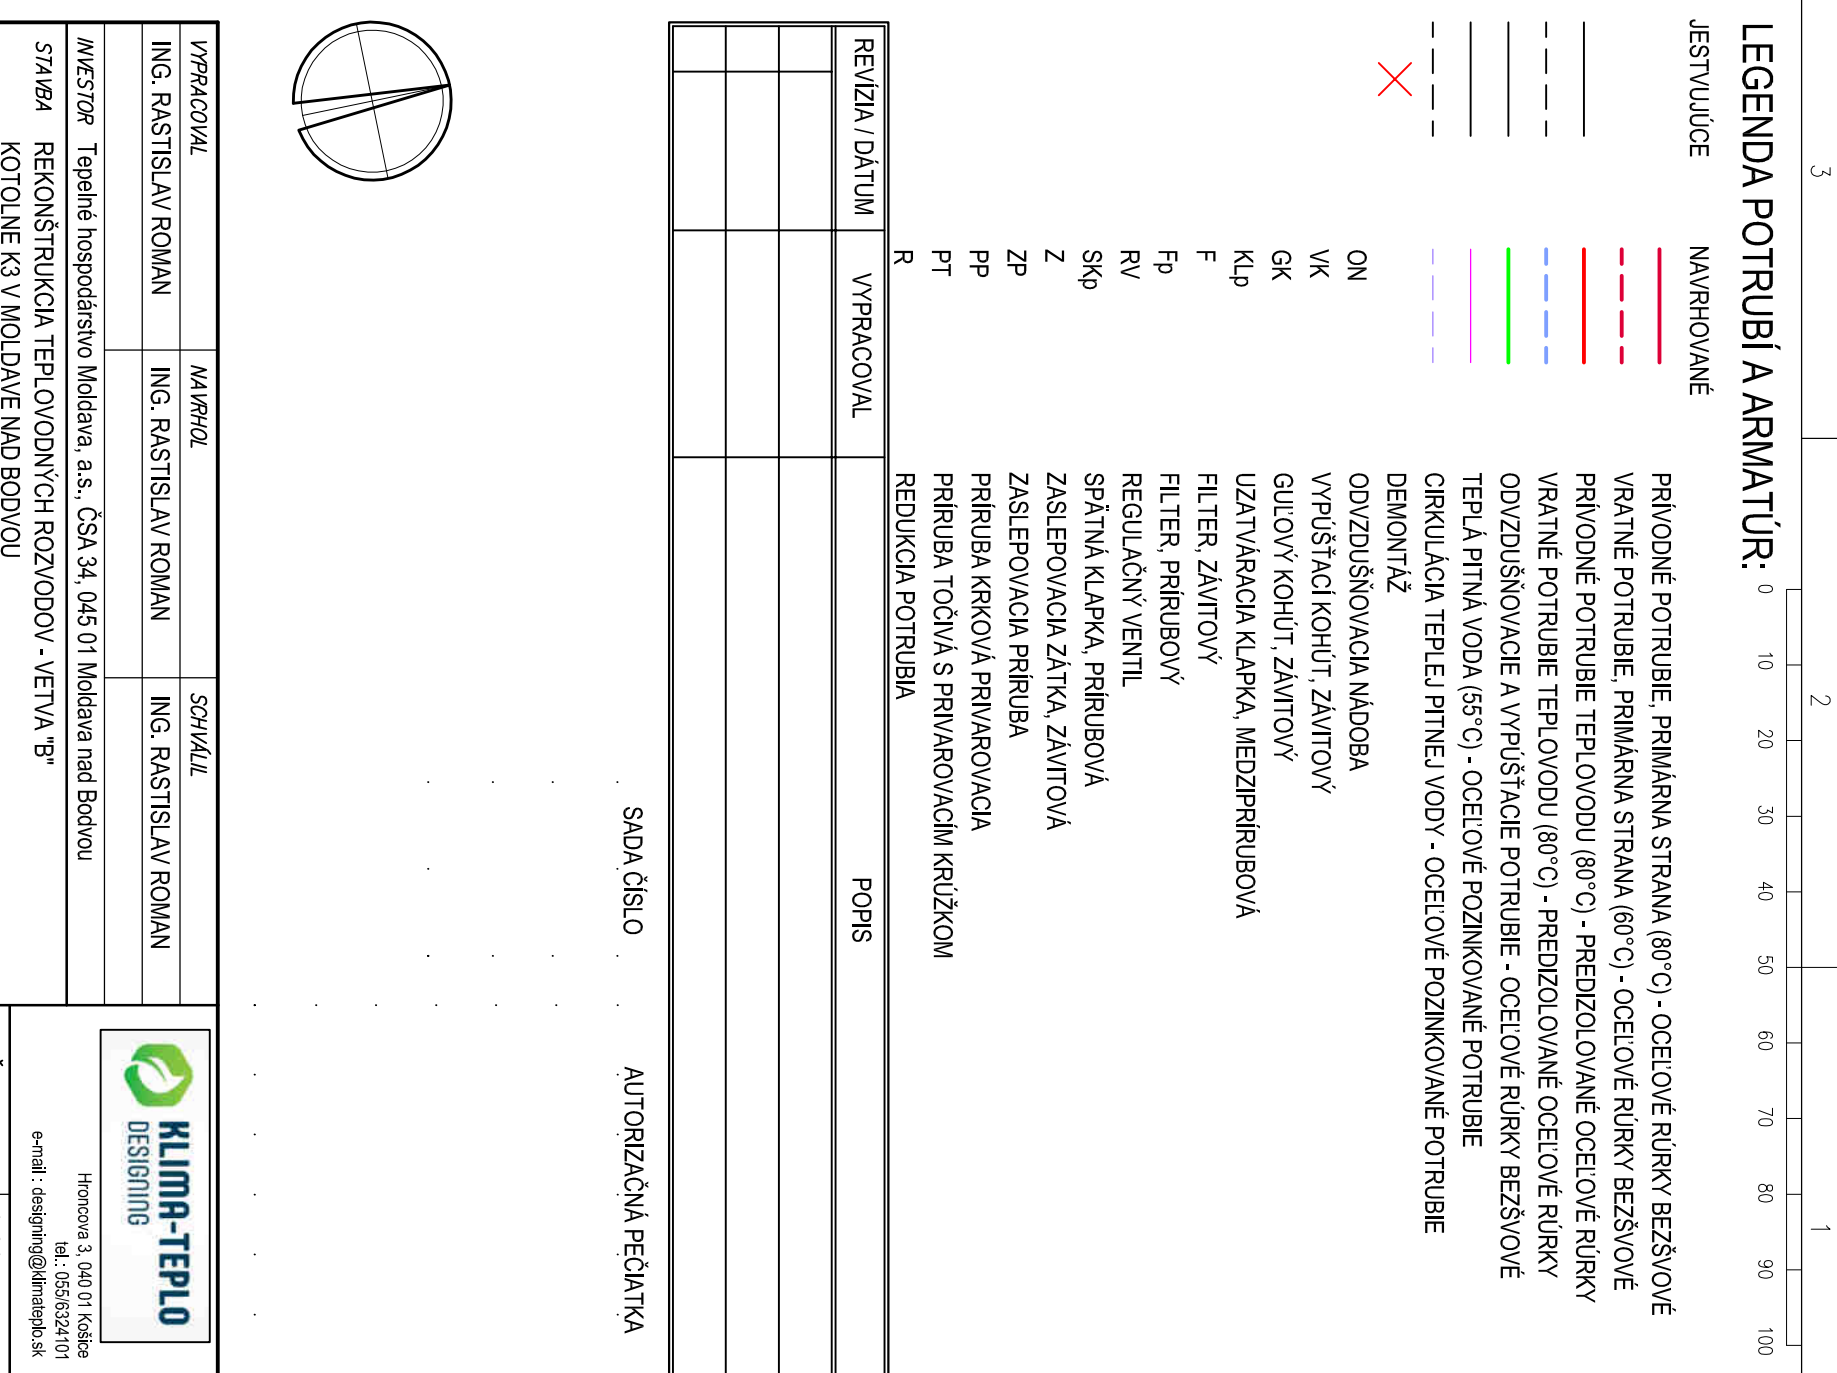 3
2
1
LEGENDA POTRUBÍ A ARMATÚR:
0 10 20 30 40 50 60 70 80 90 100
JESTVUJÚCE NAVRHOVANÉ
PRÍVODNÉ POTRUBIE, PRIMÁRNA STRANA (80°C) - OCEĽOVÉ RÚRKY BEZŠVOVÉ
VRATNÉ POTRUBIE, PRIMÁRNA STRANA (60°C) - OCEĽOVÉ RÚRKY BEZŠVOVÉ
PRÍVODNÉ POTRUBIE TEPLOVODU (80°C) - PREDIZOLOVANÉ OCEĽOVÉ RÚRKY
VRATNÉ POTRUBIE TEPLOVODU (80°C) - PREDIZOLOVANÉ OCEĽOVÉ RÚRKY
ODVZDUŠŇOVACIE A VYPÚŠŤACIE POTRUBIE - OCEĽOVÉ RÚRKY BEZŠVOVÉ
TEPLÁ PITNÁ VODA (55°C) - OCEĽOVÉ POZINKOVANÉ POTRUBIE
CIRKULÁCIA TEPLEJ PITNEJ VODY - OCEĽOVÉ POZINKOVANÉ POTRUBIE
DEMONTÁŽ
ON ODVZDUŠŇOVACIA NÁDOBA
VK VYPÚŠŤACÍ KOHÚT, ZÁVITOVÝ
GK GUĽOVÝ KOHÚT, ZÁVITOVÝ
KLp UZATVÁRACIA KLAPKA, MEDZIPRÍRUBOVÁ
F FILTER, ZÁVITOVÝ
Fp FILTER, PRÍRUBOVÝ
RV REGULAČNÝ VENTIL
SKp SPÄTNÁ KLAPKA, PRÍRUBOVÁ
Z ZASLEPOVACIA ZÁTKA, ZÁVITOVÁ
ZP ZASLEPOVACIA PRÍRUBA
PP PRÍRUBA KRKOVÁ PRIVAROVACIA
PT PRÍRUBA TOČIVÁ S PRIVAROVACÍM KRÚŽKOM
R REDUKCIA POTRUBIA
REVÍZIA / DÁTUM VYPRACOVAL POPIS
SADA ČÍSLO AUTORIZAČNÁ PEČIATKA
VYPRACOVAL NAVRHOL SCHVÁLIL
ING. RASTISLAV ROMAN ING. RASTISLAV ROMAN ING. RASTISLAV ROMAN
INVESTOR Tepelné hospodárstvo Moldava, a.s., ČSA 34, 045 01 Moldava nad Bodvou
STAVBA REKONŠTRUKCIA TEPLOVODNÝCH ROZVODOV - VETVA "B"
KOTOLNE K3 V MOLDAVE NAD BODVOU
KLIMA-TEPLO
DESIGNING
Hroncova 3, 040 01 Košice
tel.: 055/6324101
e-mail : designing@klimateplo.sk